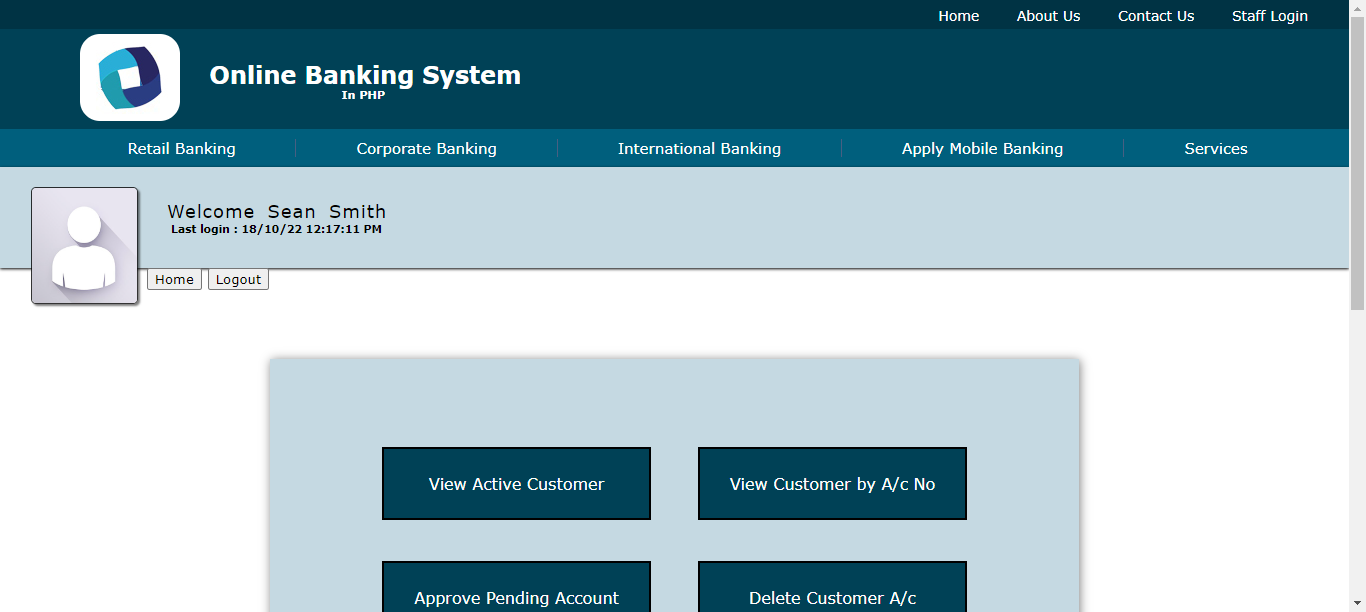 Home About Us Contact Us Staff Login
Online Banking System
In PHP
Retail Banking Corporate Banking International Banking Apply Mobile Banking Services
Welcome Sean Smith
Last login : 18/10/22 12:17:11 PM
Home Logout
View Active Customer View Customer by A/c No
Approve Pending Account Delete Customer A/c